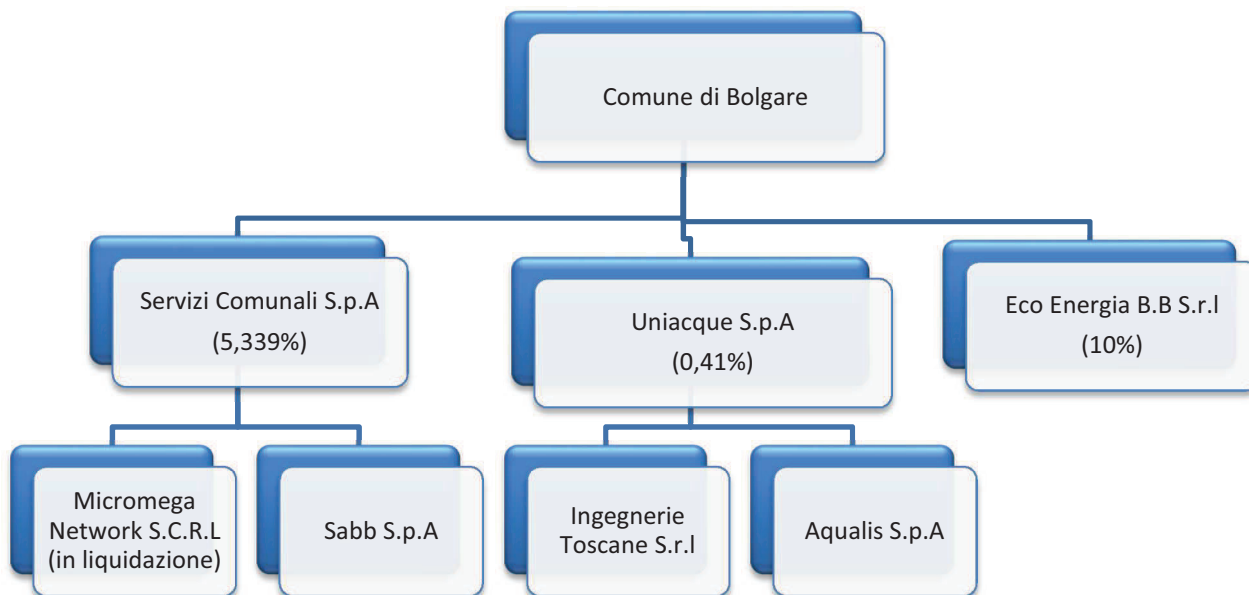 Comune di Bolgare
Servizi Comunali S.p.A
(5,339%)
Uniacque S.p.A
(0,41%)
Eco Energia B.B S.r.l
(10%)
Micromega
Network S.C.R.L
(in liquidazione)
Sabb S.p.A
Ingegnerie
Toscane S.r.l
Aqualis S.p.A